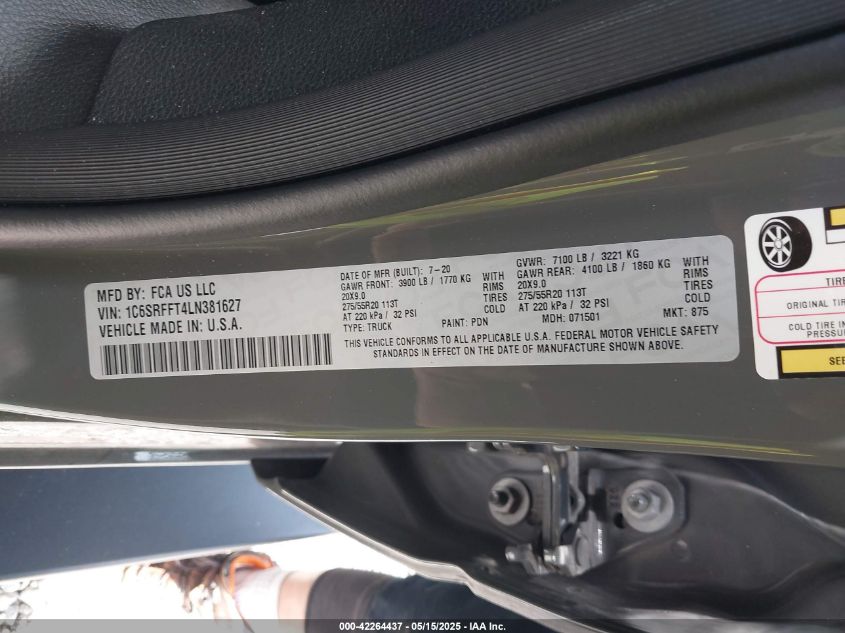 MFD BY: FCA US LLC
VIN: 1C6SRFFT4LN381627
VEHICLE MADE IN: U.S.A.
DATE OF MFR (BUILT): 7-20
GAWR FRONT: 3900 LB / 1770 KG WITH
20X9.0 RIMS
275/55R20 113T TIRES
AT 220 kPa / 32 PSI COLD
TYPE: TRUCK PAINT: PDN
GVWR: 7100 LB / 3221 KG
GAWR REAR: 4100 LB / 1860 KG WITH
20X9.0 RIMS
275/55R20 113T TIRES
AT 220 kPa / 32 PSI COLD
MDH: 071501 MKT: 875
THIS VEHICLE CONFORMS TO ALL APPLICABLE U.S.A. FEDERAL MOTOR VEHICLE SAFETY
STANDARDS IN EFFECT ON THE DATE OF MANUFACTURE SHOWN ABOVE.
TIRE
ORIGINAL TIR
COLD TIRE IN
PRESSU
SEE
000-42264437 - 05/15/2025 - IAA Inc.